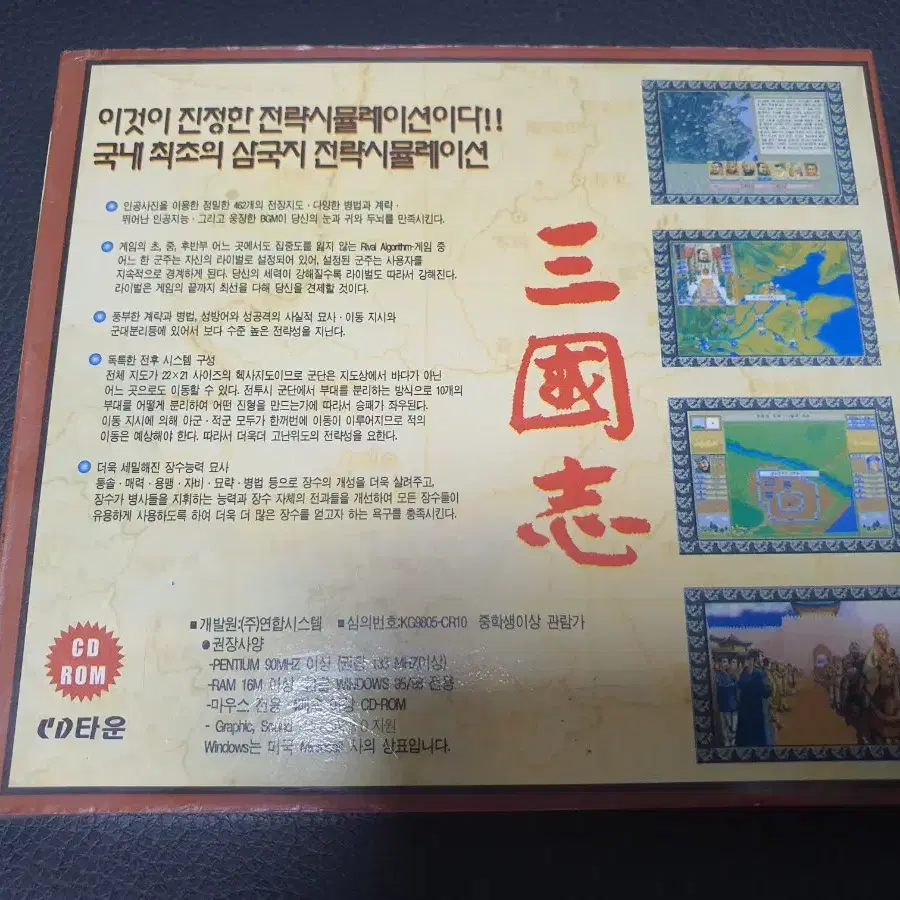 이것이 진정한 전략시뮬레이션이다!!
국내 최초의 삼국지 전략시뮬레이션
인공사진을 이용한 정밀한 462개의 전장지도 · 다양한 병법과 계략 ·
뛰어난 인공지능 · 그리고 웅장한 BGM이 당신의 눈과 귀와 두뇌를 만족시킨다.
게임의 초, 중, 후반부 어느 곳에서도 집중도를 잃지 않는 Rival Algorithm-게임 중
어느 한 군주는 자신의 라이벌로 설정되어 있어, 설정된 군주는 사용자를
지속적으로 경계하게 된다. 당신의 세력이 강해질수록 라이벌도 따라서 강해진다.
라이벌은 게임의 끝까지 최선을 다해 당신을 견제할 것이다.
풍부한 계략과 병법, 성방어와 성공격의 사실적 묘사 · 이동 지시와
군대분리등에 있어서 보다 수준 높은 전략성을 지닌다.
독특한 전후 시스템 구성
전체 지도가 22×21 사이즈의 헥사지도이므로 군단은 지도상에서 바다가 아닌
어느 곳으로도 이동할 수 있다. 전투시 군단에서 부대를 분리하는 방식으로 10개의
부대를 어떻게 분리하여 어떤 진형을 만드는가에 따라서 승패가 좌우된다.
이동 지시에 의해 아군 · 적군 모두가 한꺼번에 이동이 이루어지므로 적의
이동은 예상해야 한다. 따라서 더욱더 고난위도의 전략성을 요한다.
더욱 세밀해진 장수능력 묘사
통솔 · 매력 · 용맹 · 자비 · 묘략 · 병법 등으로 장수의 개성을 더욱 살려주고,
장수가 병사들을 지휘하는 능력과 장수 자체의 전과들을 개선하여 모든 장수들이
유용하게 사용하도록 하여 더욱 더 많은 장수를 얻고자 하는 욕구를 충족시킨다.
三
國
志
■개발원:(주)연합시스템 ■심의번호:KG9805-CR10 중학생이상 관람가
●권장사양
-PENTIUM 90MHZ 이상 (권장 133 MHZ이상)
-RAM 16M 이상, 한글 WINDOWS 95/98 전용
-마우스 전용, CD-ROM
- Graphic, Sound 지원
Windows는 미국 사의 상표입니다.
CD
ROM
CD타운